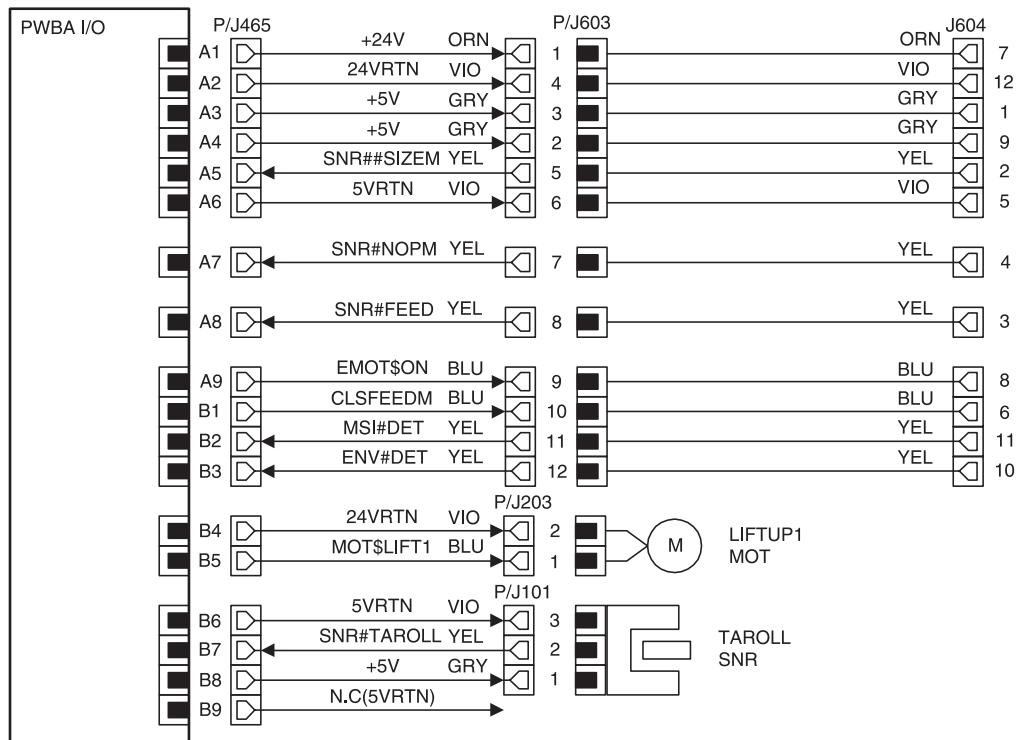 PWBA I/O P/J465 P/J603 J604
A1 +24V ORN 1 ORN 7
A2 24VRTN VIO 4 VIO 12
A3 +5V GRY 3 GRY 1
A4 +5V GRY 2 GRY 9
A5 SNR##SIZEM YEL 5 YEL 2
A6 5VRTN VIO 6 VIO 5
A7 SNR#NOPM YEL 7 YEL 4
A8 SNR#FEED YEL 8 YEL 3
A9 EMOT$ON BLU 9 BLU 8
B1 CLSFEEDM BLU 10 BLU 6
B2 MSI#DET YEL 11 YEL 11
B3 ENV#DET YEL 12 YEL 10
P/J203
B4 24VRTN VIO 2
B5 MOT$LIFT1 BLU 1
M
LIFTUP1
MOT
P/J101
B6 5VRTN VIO 3
B7 SNR#TAROLL YEL 2
B8 +5V GRY 1
TAROLL
SNR
B9 N.C(5VRTN)